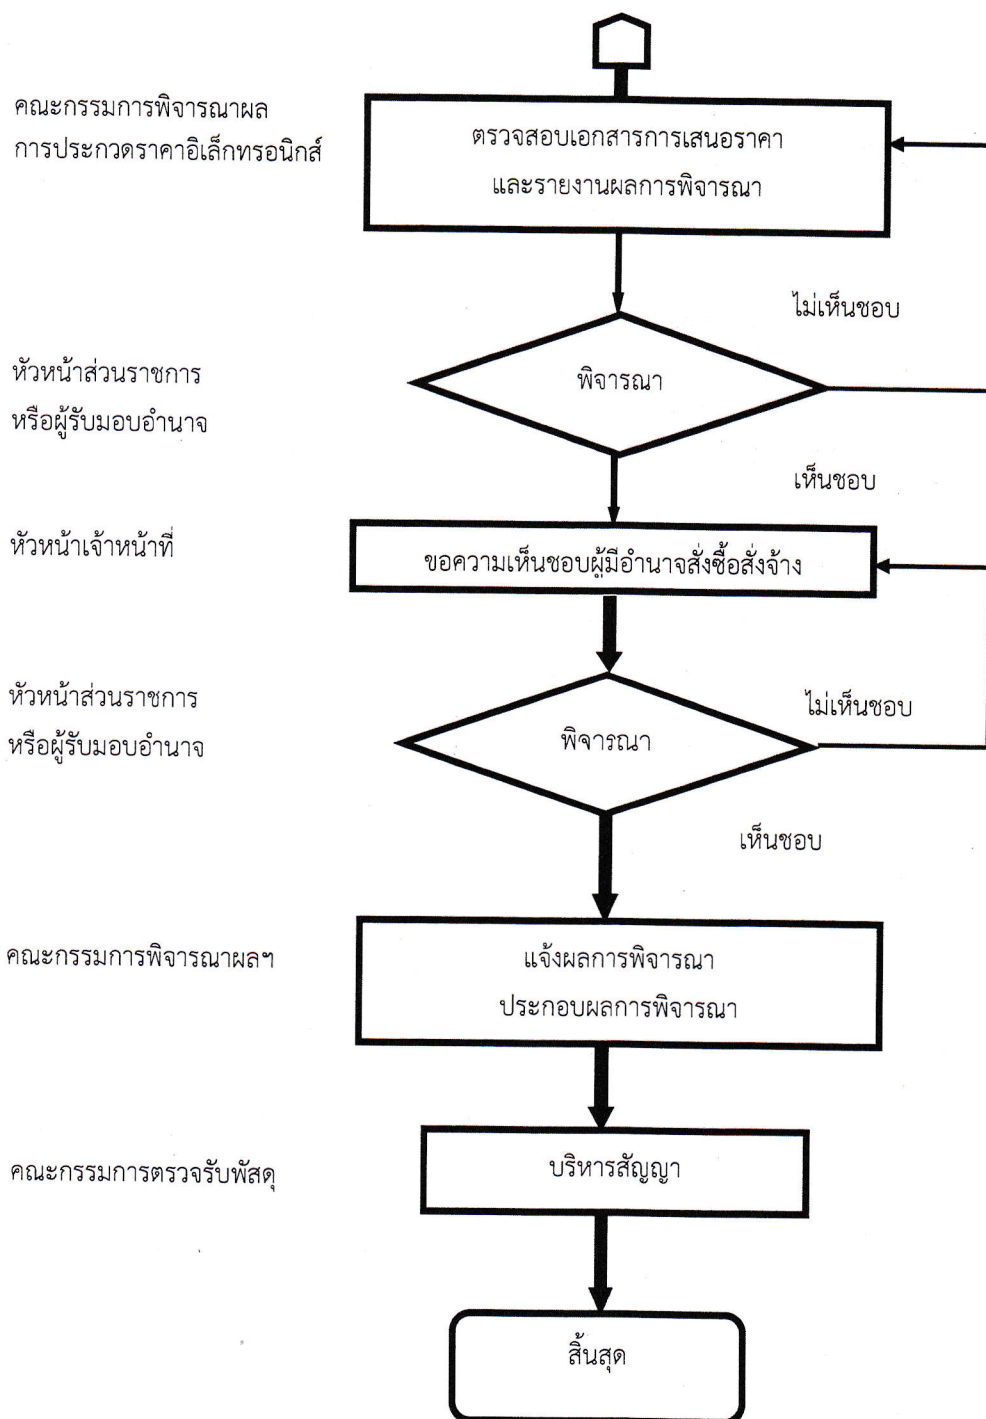 คณะกรรมการพิจารณาผล
การประกวดราคาอิเล็กทรอนิกส์
ตรวจสอบเอกสารการเสนอราคา
และรายงานผลการพิจารณา
ไม่เห็นชอบ
หัวหน้าส่วนราชการ
หรือผู้รับมอบอำนาจ
พิจารณา
เห็นชอบ
หัวหน้าเจ้าหน้าที่
ขอความเห็นชอบผู้มีอำนาจสั่งซื้อสั่งจ้าง
หัวหน้าส่วนราชการ
หรือผู้รับมอบอำนาจ
พิจารณา
ไม่เห็นชอบ
เห็นชอบ
คณะกรรมการพิจารณาผลฯ
แจ้งผลการพิจารณา
ประกอบผลการพิจารณา
คณะกรรมการตรวจรับพัสดุ
บริหารสัญญา
สิ้นสุด